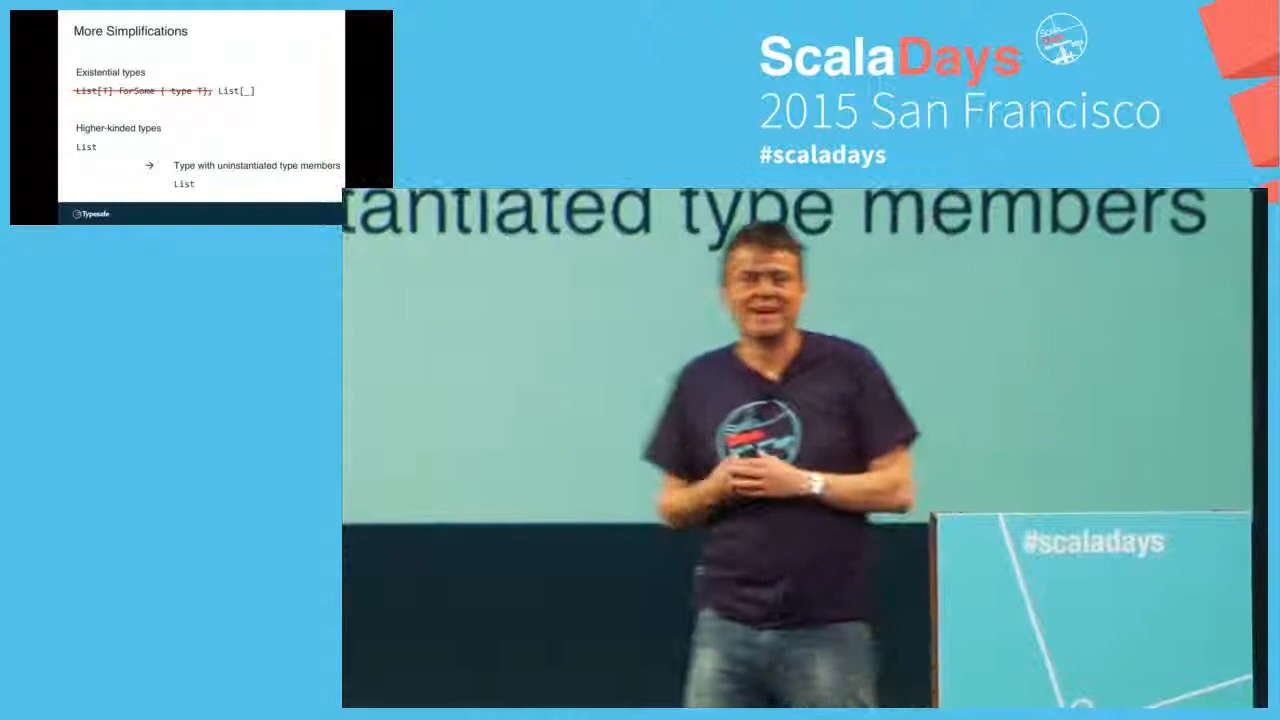 More Simplifications
Existential types
List[T] forSome { type T}, List[_]
Higher-kinded types
List
→ Type with uninstantiated type members
List
Typesafe
ScalaDays
2015 San Francisco
#scaladays
tantiated type members
#scaladays